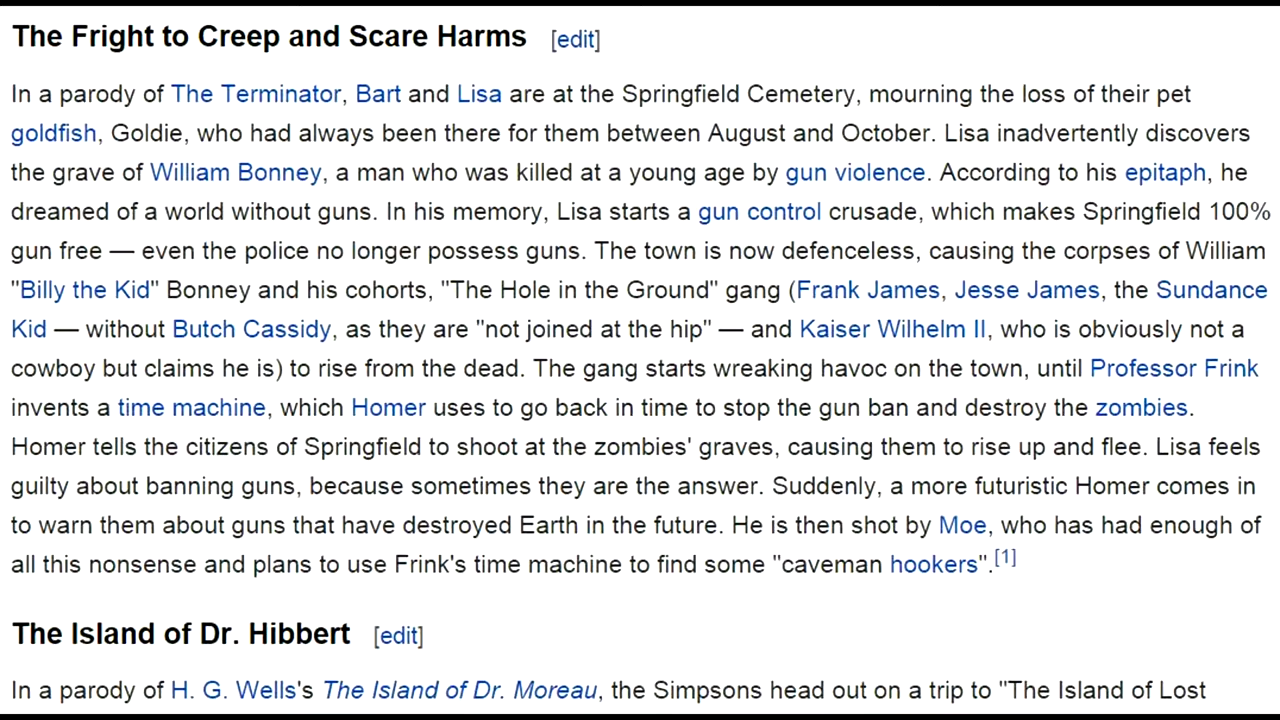 The Fright to Creep and Scare Harms [edit]
In a parody of The Terminator, Bart and Lisa are at the Springfield Cemetery, mourning the loss of their pet
goldfish, Goldie, who had always been there for them between August and October. Lisa inadvertently discovers
the grave of William Bonney, a man who was killed at a young age by gun violence. According to his epitaph, he
dreamed of a world without guns. In his memory, Lisa starts a gun control crusade, which makes Springfield 100%
gun free — even the police no longer possess guns. The town is now defenceless, causing the corpses of William
"Billy the Kid" Bonney and his cohorts, "The Hole in the Ground" gang (Frank James, Jesse James, the Sundance
Kid — without Butch Cassidy, as they are "not joined at the hip" — and Kaiser Wilhelm II, who is obviously not a
cowboy but claims he is) to rise from the dead. The gang starts wreaking havoc on the town, until Professor Frink
invents a time machine, which Homer uses to go back in time to stop the gun ban and destroy the zombies.
Homer tells the citizens of Springfield to shoot at the zombies' graves, causing them to rise up and flee. Lisa feels
guilty about banning guns, because sometimes they are the answer. Suddenly, a more futuristic Homer comes in
to warn them about guns that have destroyed Earth in the future. He is then shot by Moe, who has had enough of
all this nonsense and plans to use Frink's time machine to find some "caveman hookers".[1]
The Island of Dr. Hibbert [edit]
In a parody of H. G. Wells's The Island of Dr. Moreau, the Simpsons head out on a trip to "The Island of Lost